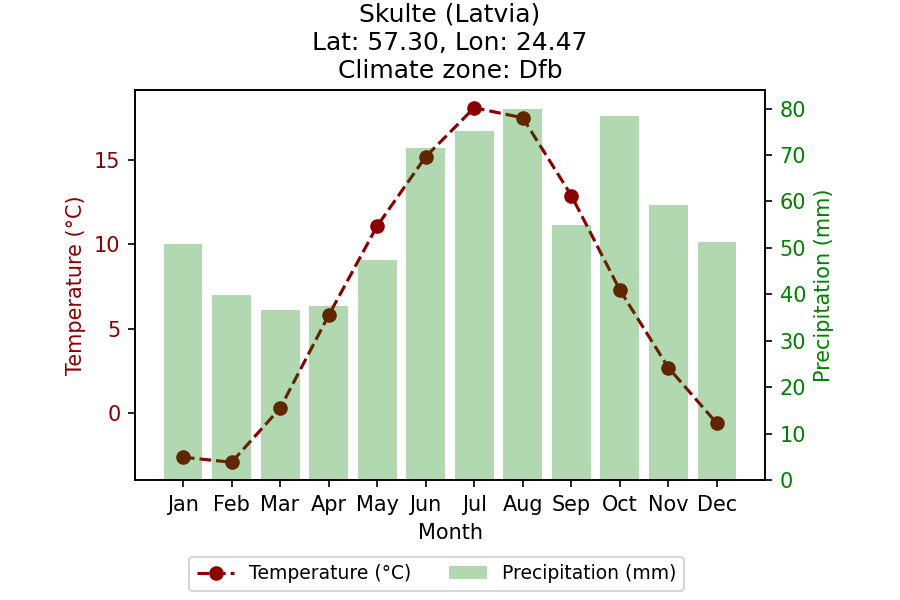 Skulte (Latvia)
Lat: 57.30, Lon: 24.47
Climate zone: Dfb
Temperature (°C)
15
10
5
0
80
70
60
50
40
30
20
10
0
Precipitation (mm)
Jan Feb Mar Apr May Jun Jul Aug Sep Oct Nov Dec
Month
Temperature (°C) Precipitation (mm)